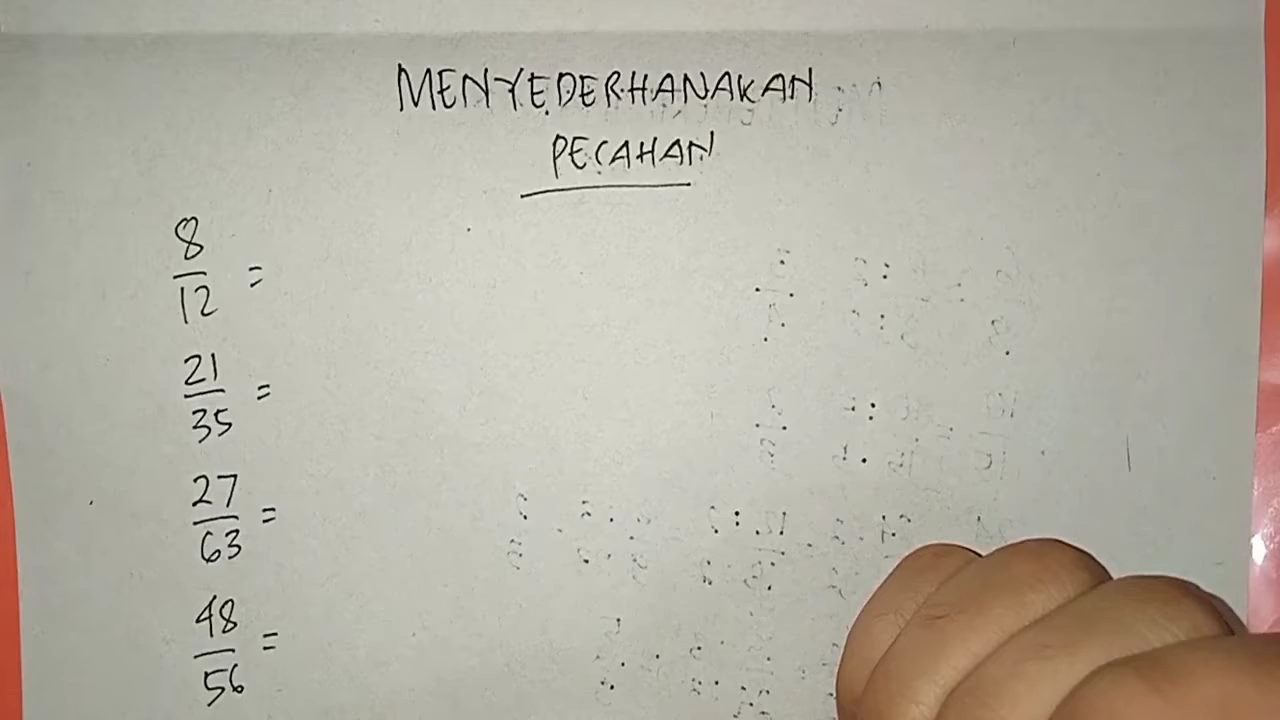 MENYEDERHANAKAN
PECAHAN
8/12 =
21/35 =
27/63 =
48/56 =